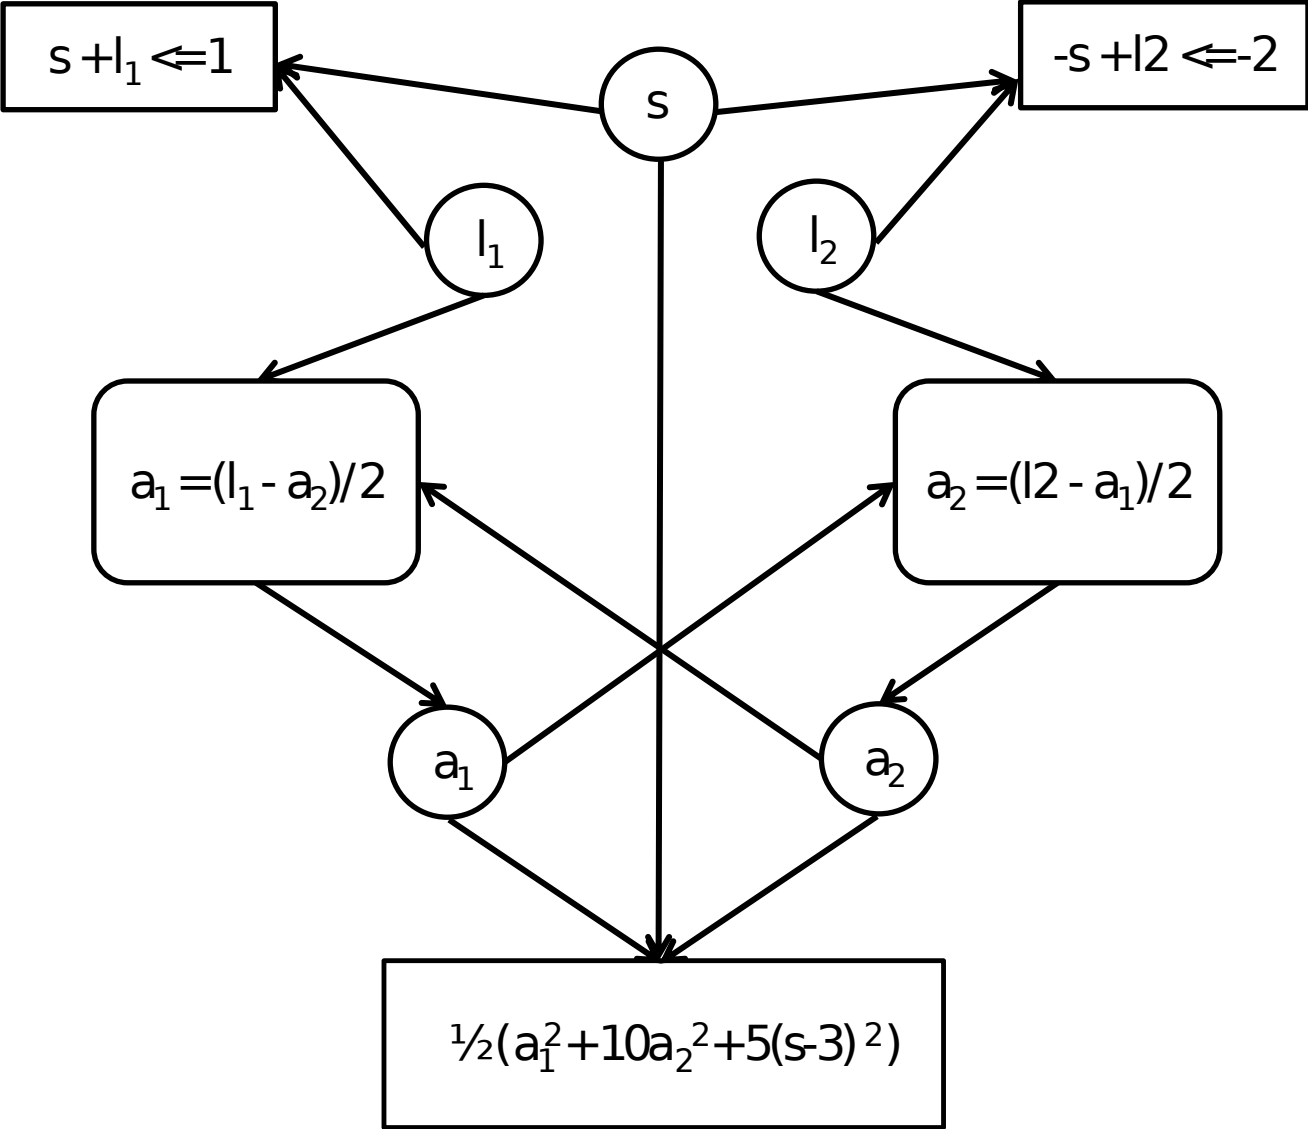 s+l₁<=1
s
-s+l2<=-2
l₁
l₂
a₁=(l₁- a₂)/2
a₂=(l2 - a₁)/2
a₁
a₂
½(a₁²+10a₂²+5(s-3)²)